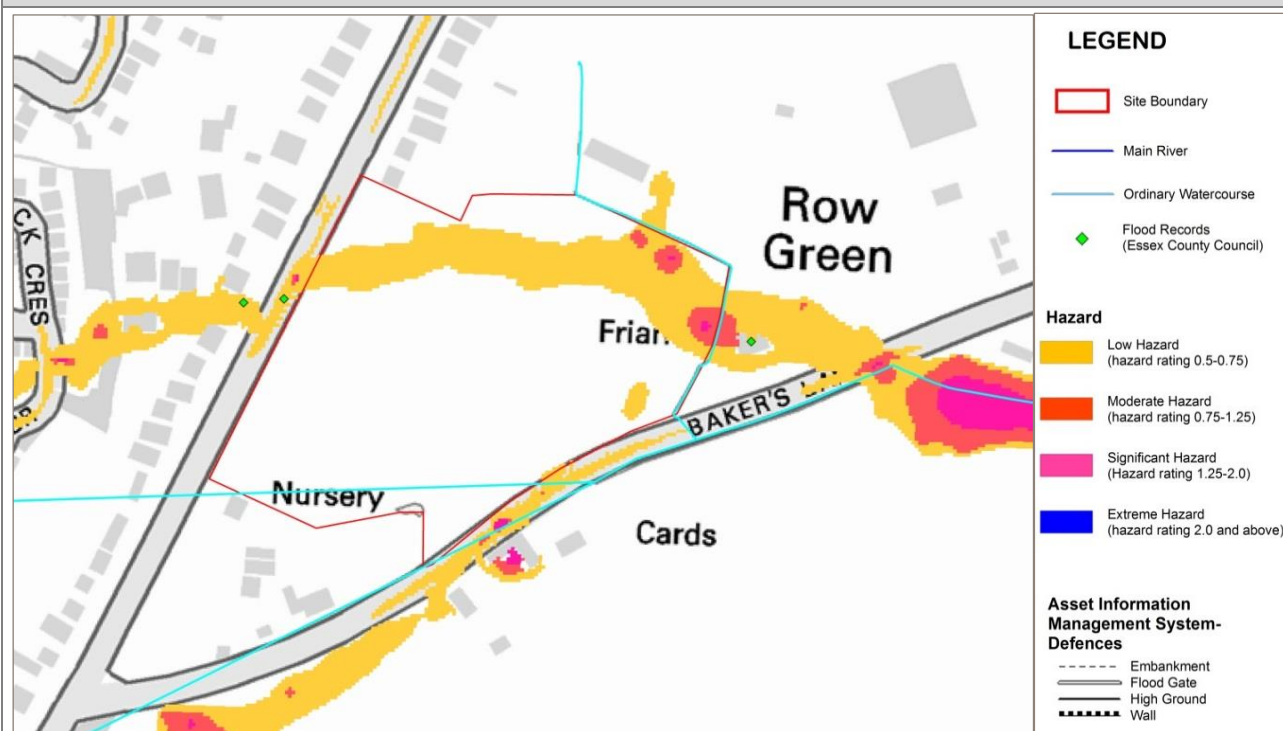 CK CRES
Row
Green
Friar
BAKER'S
Nursery
Cards
LEGEND
Site Boundary
Main River
Ordinary Watercourse
Flood Records
(Essex County Council)
Hazard
Low Hazard
(hazard rating 0.5-0.75)
Moderate Hazard
(hazard rating 0.75-1.25)
Significant Hazard
(Hazard rating 1.25-2.0)
Extreme Hazard
(hazard rating 2.0 and above)
Asset Information
Management System-
Defences
Embankment
Flood Gate
High Ground
Wall